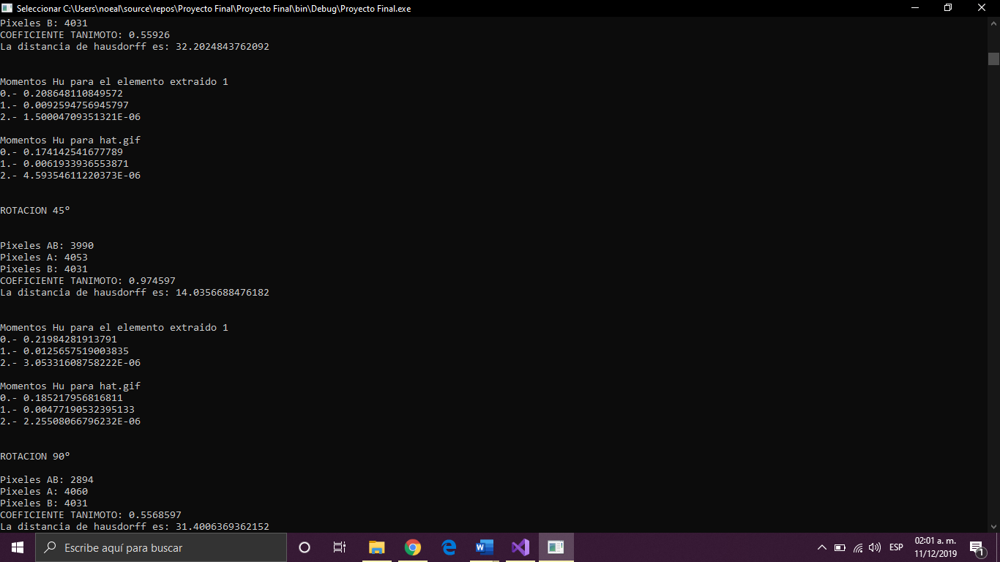 Seleccionar C:\Users\noeal\source\repos\Proyecto Final\Proyecto Final\bin\Debug\Proyecto Final.exe
Pixeles B: 4031
COEFICIENTE TANIMOTO: 0.55926
La distancia de hausdorff es: 32.2024843762092
Momentos Hu para el elemento extraido 1
0.- 0.208648110849572
1.- 0.0092594756945797
2.- 1.50004709351321E-06
Momentos Hu para hat.gif
0.- 0.174142541677789
1.- 0.0061933936553871
2.- 4.59354611220373E-06
ROTACION 45º
Pixeles AB: 3990
Pixeles A: 4053
Pixeles B: 4031
COEFICIENTE TANIMOTO: 0.974597
La distancia de hausdorff es: 14.0356688476182
Momentos Hu para el elemento extraido 1
0.- 0.21984281913791
1.- 0.0125657519003835
2.- 3.05331608758222E-06
Momentos Hu para hat.gif
0.- 0.185217956816811
1.- 0.00477190532395133
2.- 2.25508066796232E-06
ROTACION 90º
Pixeles AB: 2894
Pixeles A: 4060
Pixeles B: 4031
COEFICIENTE TANIMOTO: 0.5568597
La distancia de hausdorff es: 31.4006369362152
Escribe aquí para buscar
ESP
02:01 a. m.
11/12/2019
1